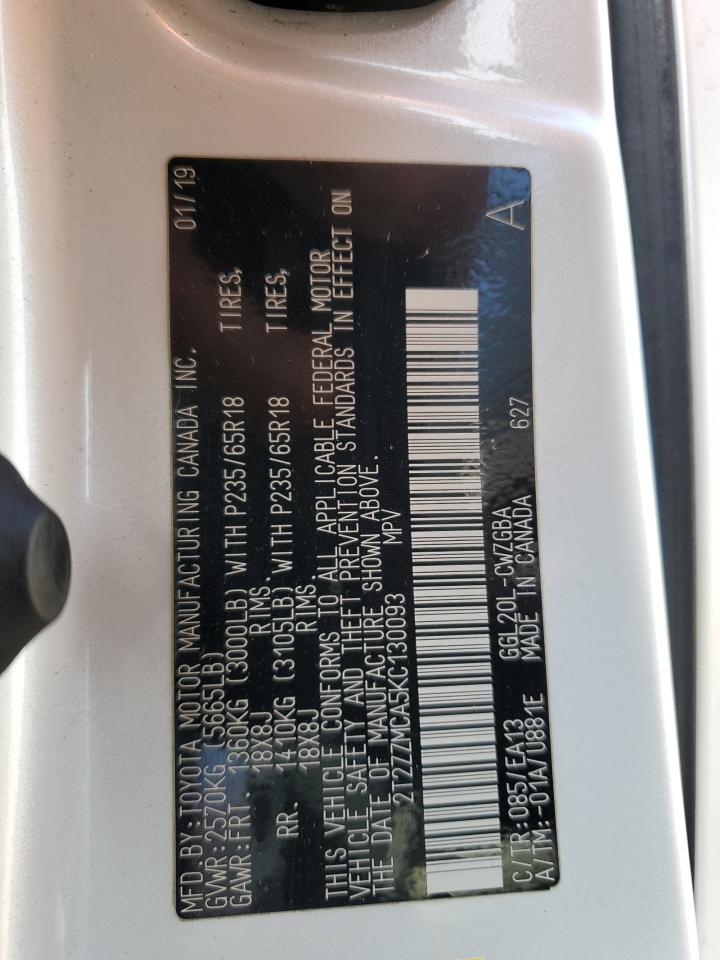 MFD.BY:TOYOTA MOTOR MANUFACTURING CANADA INC. 01/19
GVWR:2570KG (5665LB)
GAWR:FRT. 1360KG (3000LB) WITH P235/65R18 TIRES,
18X8J RIMS.
RR. 1410KG (3105LB) WITH P235/65R18 TIRES,
18X8J RIMS.
THIS VEHICLE CONFORMS TO ALL APPLICABLE FEDERAL MOTOR
VEHICLE SAFETY AND THEFT PREVENTION STANDARDS IN EFFECT ON
THE DATE OF MANUFACTURE SHOWN ABOVE.
2T2ZZMCA5KC130093 MPV
C/TR:085/EA13 GGL20L-CWZGBA
A/TM:-01A/0881E MADE IN CANADA 627 A